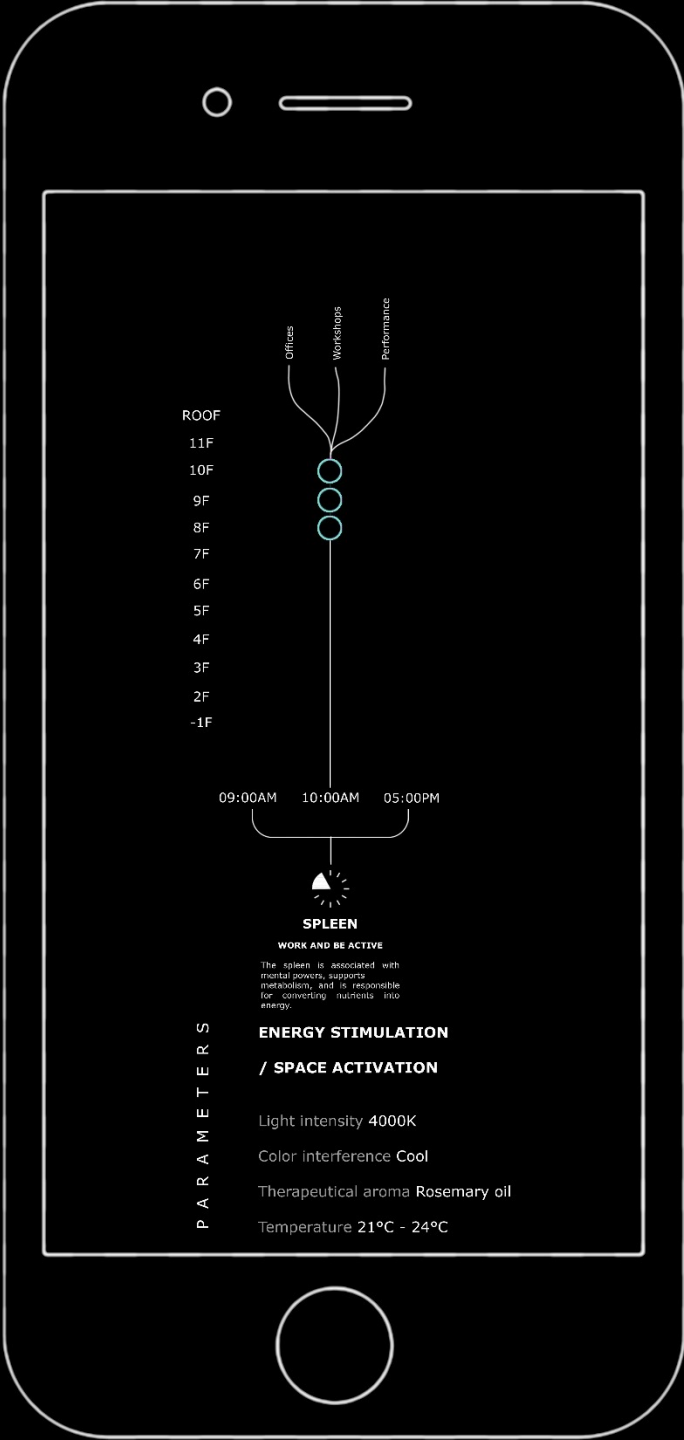 Offices
Workshops
Performance
ROOF
11F
10F
9F
8F
7F
6F
5F
4F
3F
2F
-1F
09:00AM 10:00AM 05:00PM
SPLEEN
WORK AND BE ACTIVE
The spleen is associated with
mental powers, supports
metabolism, and is responsible
for converting nutrients into
energy.
PARAMETERS
ENERGY STIMULATION
/ SPACE ACTIVATION
Light intensity 4000K
Color interference Cool
Therapeutical aroma Rosemary oil
Temperature 21°C - 24°C